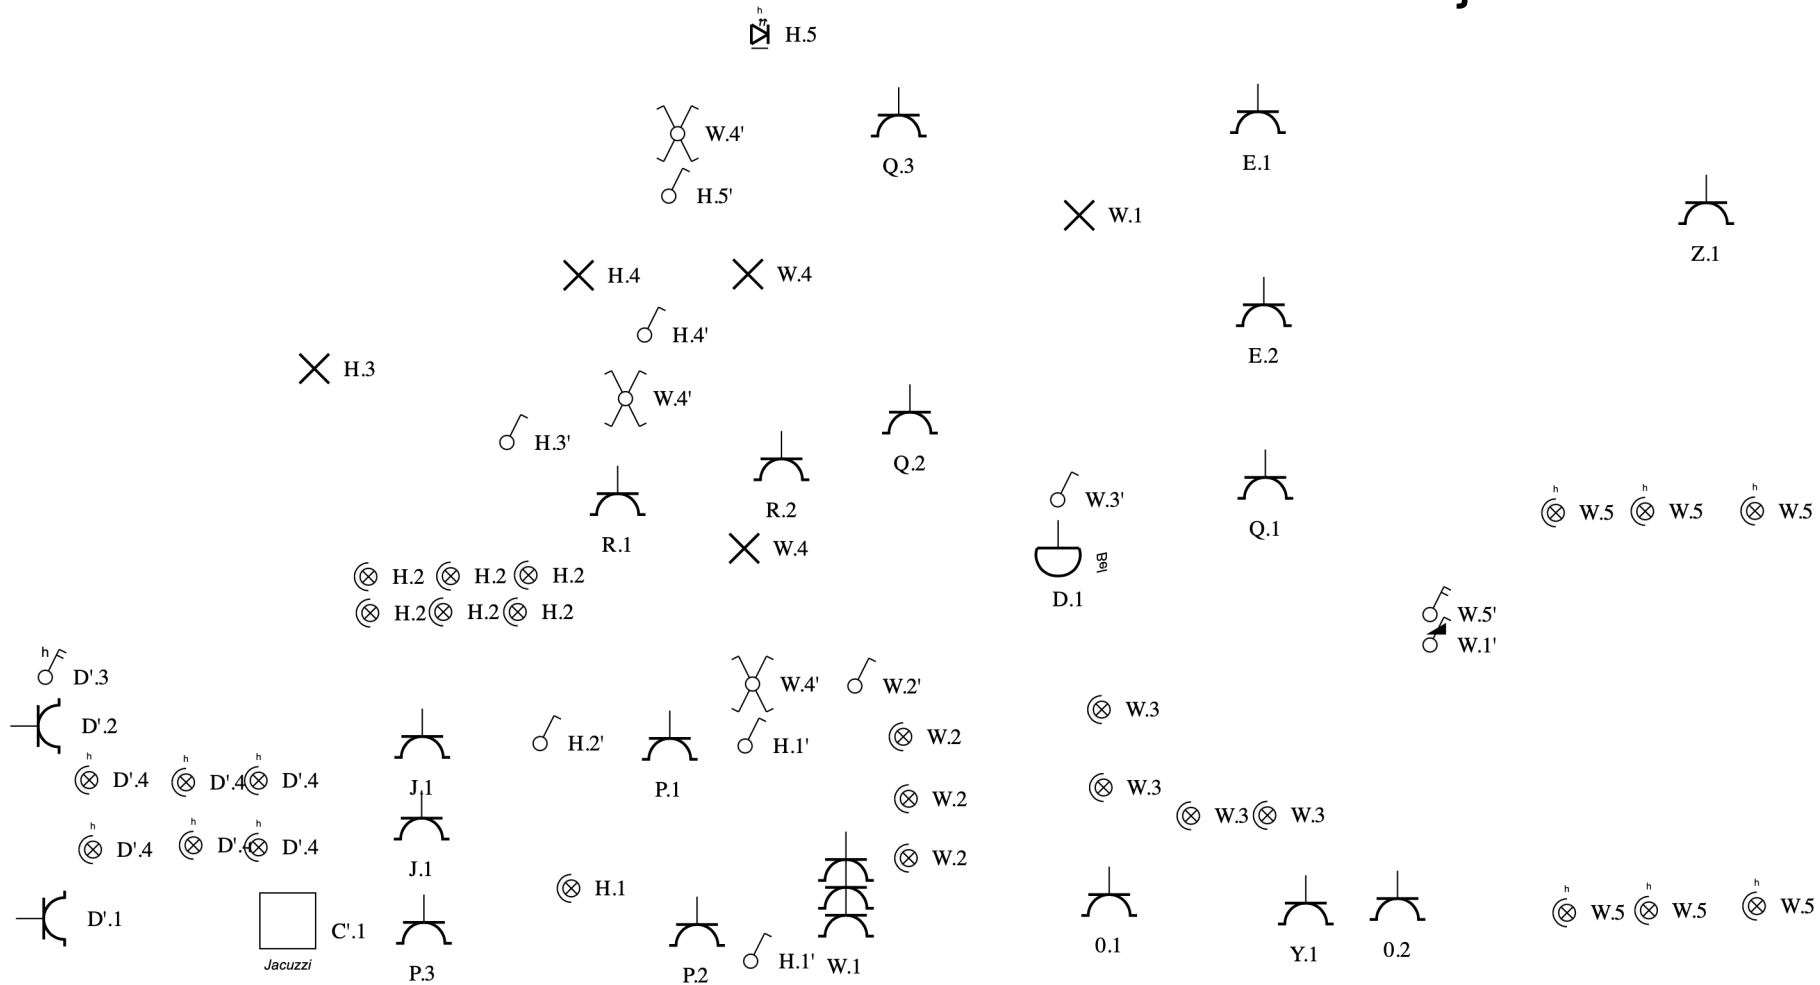 h
H.5
W.4'
Q.3
E.1
H.5'
W.1
Z.1
H.4
W.4
H.4'
E.2
H.3
W.4'
H.3'
Q.2
R.2
W.3'
Q.1
R.1
h
W.5
h
W.5
h
W.5
W.4
Bel
D.1
H.2
H.2
H.2
H.2
H.2
H.2
W.5'
W.1'
h
D'.3
W.4'
W.2'
D'.2
W.3
J.1
H.2'
P.1
H.1'
W.2
h
D'.4
h
D'.4
D'.4
W.3
W.2
W.3
W.3
h
D'.4
h
D'.4
h
D'.4
J.1
W.2
H.1
D'.1
C'.1
Jacuzzi
P.3
P.2
H.1'
W.1
0.1
Y.1
0.2
h
W.5
h
W.5
h
W.5